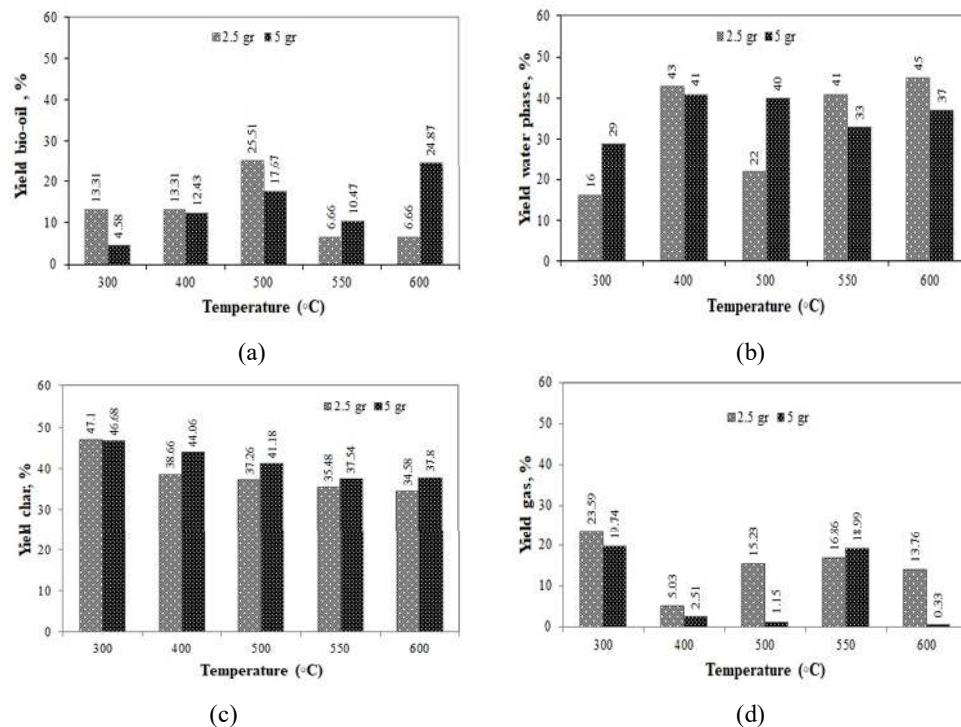 60
50
40
30
20
10
0
Yield bio-oil , %
2.5 gr 5 gr
13.31 4.58 13.31 12.43 25.51 17.67 6.66 10.47 6.66 24.87
300 400 500 550 600
Temperature (◦C)
(a)
60
50
40
30
20
10
0
Yield water phase, %
2.5 gr 5 gr
16 29 43 41 22 40 41 33 45 37
300 400 500 550 600
Temperature (◦C)
(b)
60
50
40
30
20
10
0
Yield char, %
2.5 gr 5 gr
47.1 46.68 38.66 44.06 37.26 41.18 35.48 37.54 34.58 37.8
300 400 500 550 600
Temperature (◦C)
(c)
60
50
40
30
20
10
0
Yield gas, %
2.5 gr 5 gr
23.59 19.74 5.03 2.51 15.23 1.15 16.86 18.99 13.76 0.33
300 400 500 550 600
Temperature (◦C)
(d)